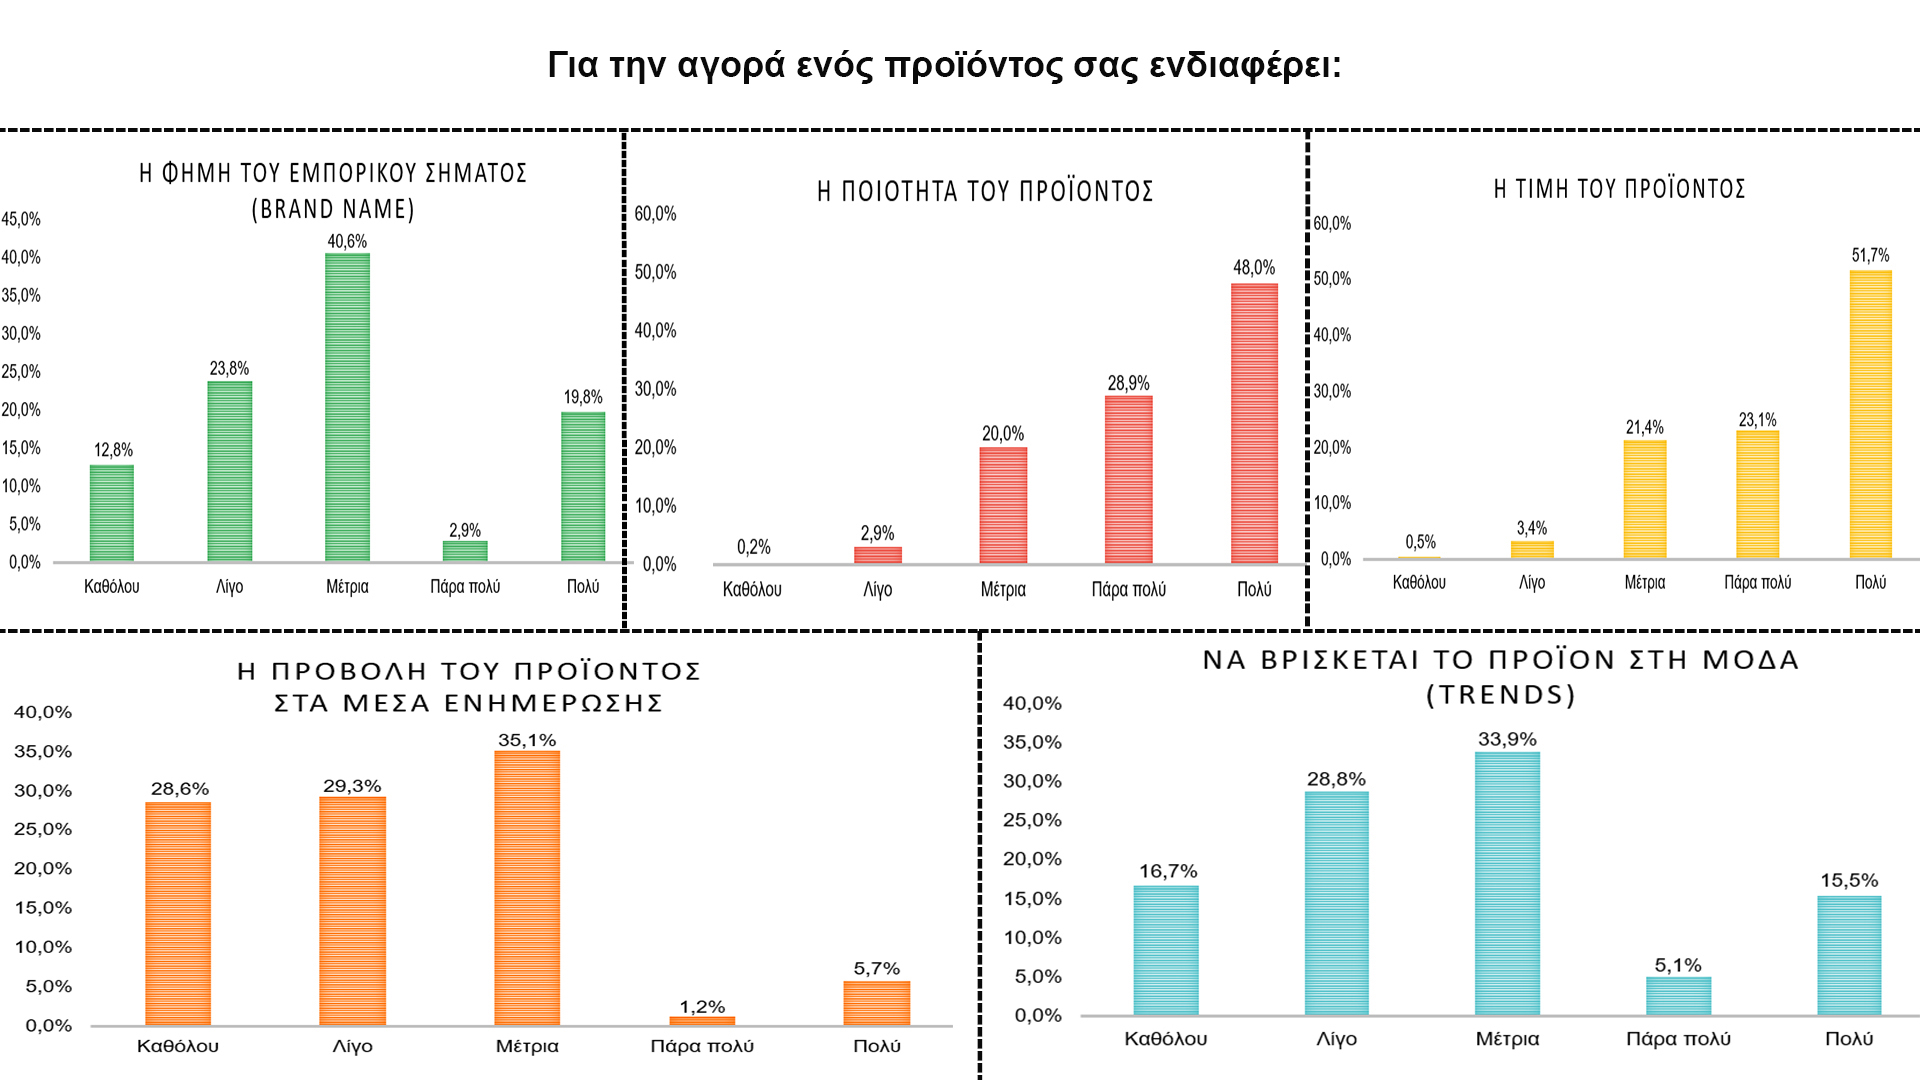 Για την αγορά ενός προϊόντος σας ενδιαφέρει:
Η ΦΗΜΗ ΤΟΥ ΕΜΠΟΡΙΚΟΥ ΣΗΜΑΤΟΣ
(BRAND NAME)
45,0%
40,0%
35,0%
30,0%
25,0%
20,0%
15,0%
10,0%
5,0%
0,0%
12,8%
23,8%
40,6%
2,9%
19,8%
Καθόλου
Λίγο
Μέτρια
Πάρα πολύ
Πολύ
Η ΠΟΙΟΤΗΤΑ ΤΟΥ ΠΡΟΪΟΝΤΟΣ
60,0%
50,0%
40,0%
30,0%
20,0%
10,0%
0,0%
0,2%
2,9%
20,0%
28,9%
48,0%
Καθόλου
Λίγο
Μέτρια
Πάρα πολύ
Πολύ
Η ΤΙΜΗ ΤΟΥ ΠΡΟΪΟΝΤΟΣ
60,0%
50,0%
40,0%
30,0%
20,0%
10,0%
0,0%
0,5%
3,4%
21,4%
23,1%
51,7%
Καθόλου
Λίγο
Μέτρια
Πάρα πολύ
Πολύ
Η ΠΡΟΒΟΛΗ ΤΟΥ ΠΡΟΪΟΝΤΟΣ
ΣΤΑ ΜΕΣΑ ΕΝΗΜΕΡΩΣΗΣ
40,0%
35,0%
30,0%
25,0%
20,0%
15,0%
10,0%
5,0%
0,0%
28,6%
29,3%
35,1%
1,2%
5,7%
Καθόλου
Λίγο
Μέτρια
Πάρα πολύ
Πολύ
ΝΑ ΒΡΙΣΚΕΤΑΙ ΤΟ ΠΡΟΪΟΝ ΣΤΗ ΜΟΔΑ
(TRENDS)
40,0%
35,0%
30,0%
25,0%
20,0%
15,0%
10,0%
5,0%
0,0%
16,7%
28,8%
33,9%
5,1%
15,5%
Καθόλου
Λίγο
Μέτρια
Πάρα πολύ
Πολύ